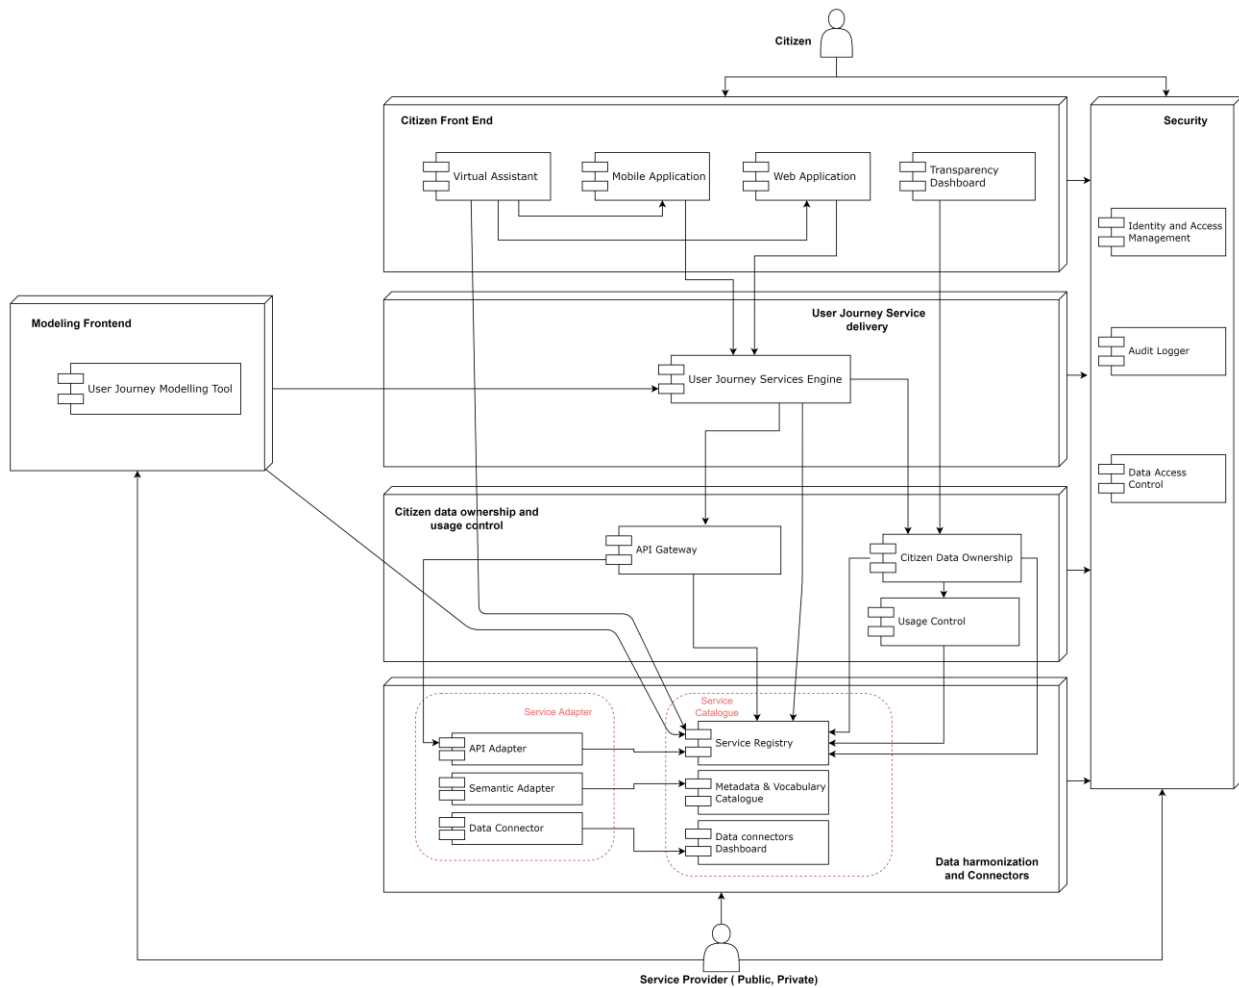 Citizen
Citizen Front End
Security
Virtual Assistant
Mobile Application
Web Application
Transparency
Dashboard
Identity and Access
Management
Modeling Frontend
User Journey Service
delivery
Audit Logger
User Journey Modelling Tool
User Journey Services Engine
Data Access
Control
Citizen data ownership and
usage control
API Gateway
Citizen Data Ownership
Usage Control
Service Adapter
Service
Catalogue
API Adapter
Service Registry
Semantic Adapter
Metadata & Vocabulary
Catalogue
Data Connector
Data connectors
Dashboard
Data harmonization
and Connectors
Service Provider ( Public, Private)